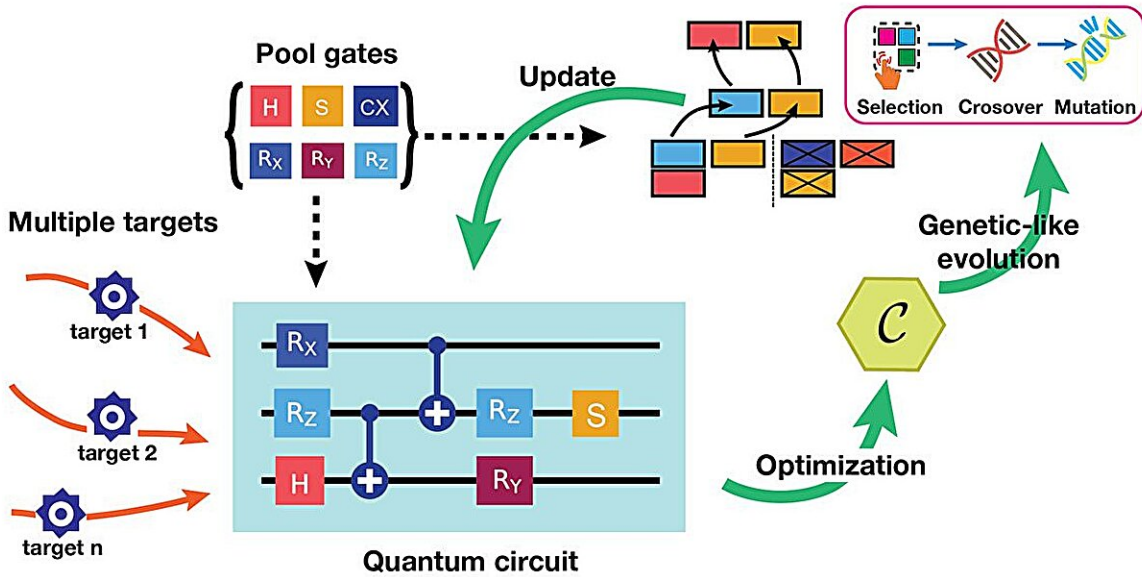 Pool gates
H S CX
RX RY RZ
Update
Selection Crosover Mutation
Genetic-like
evolution
Multiple targets
target 1
target 2
target n
RX
RZ RZ S
H RY
Quantum circuit
C
Optimization